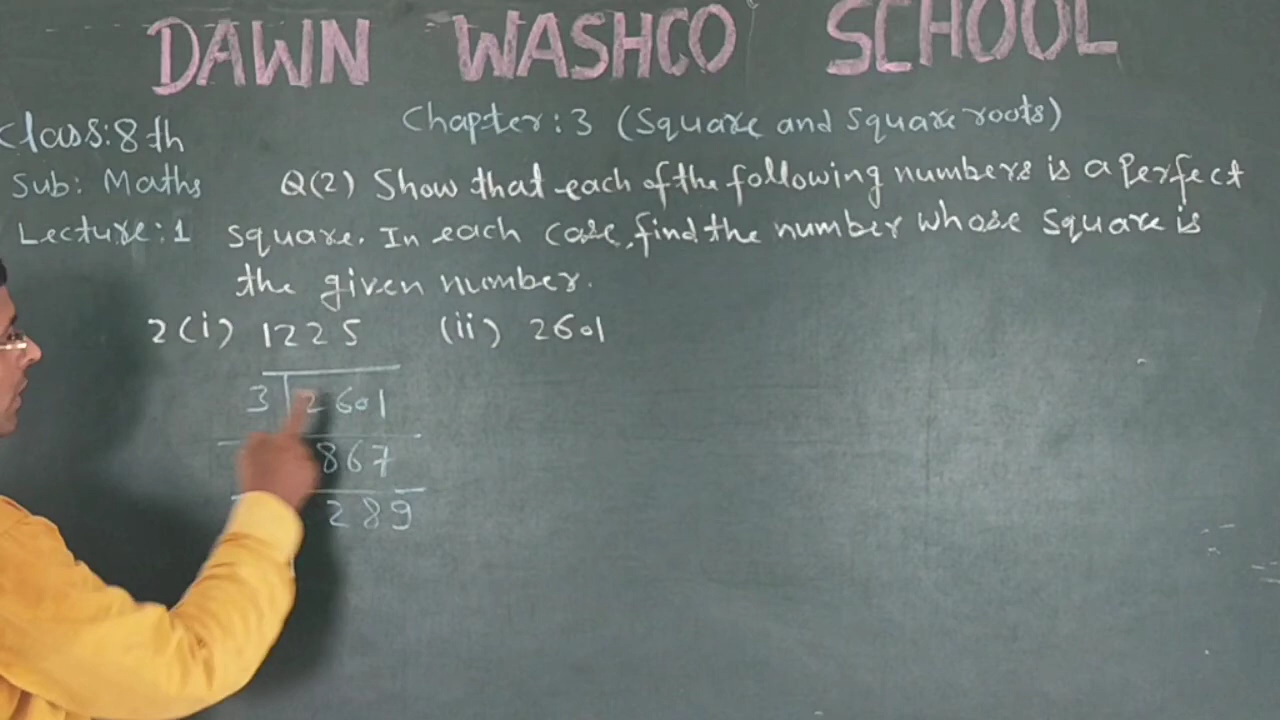 DAWN WASHCO SCHOOL
Class:8th
Chapter:3 (Square and Square roots)
Sub: Maths
Q(2) Show that each of the following numbers is a Perfect
Lecture:1
square. In each case, find the number whose square is
the given number.
2(i) 1225 (ii) 2601
3 2601
867
289